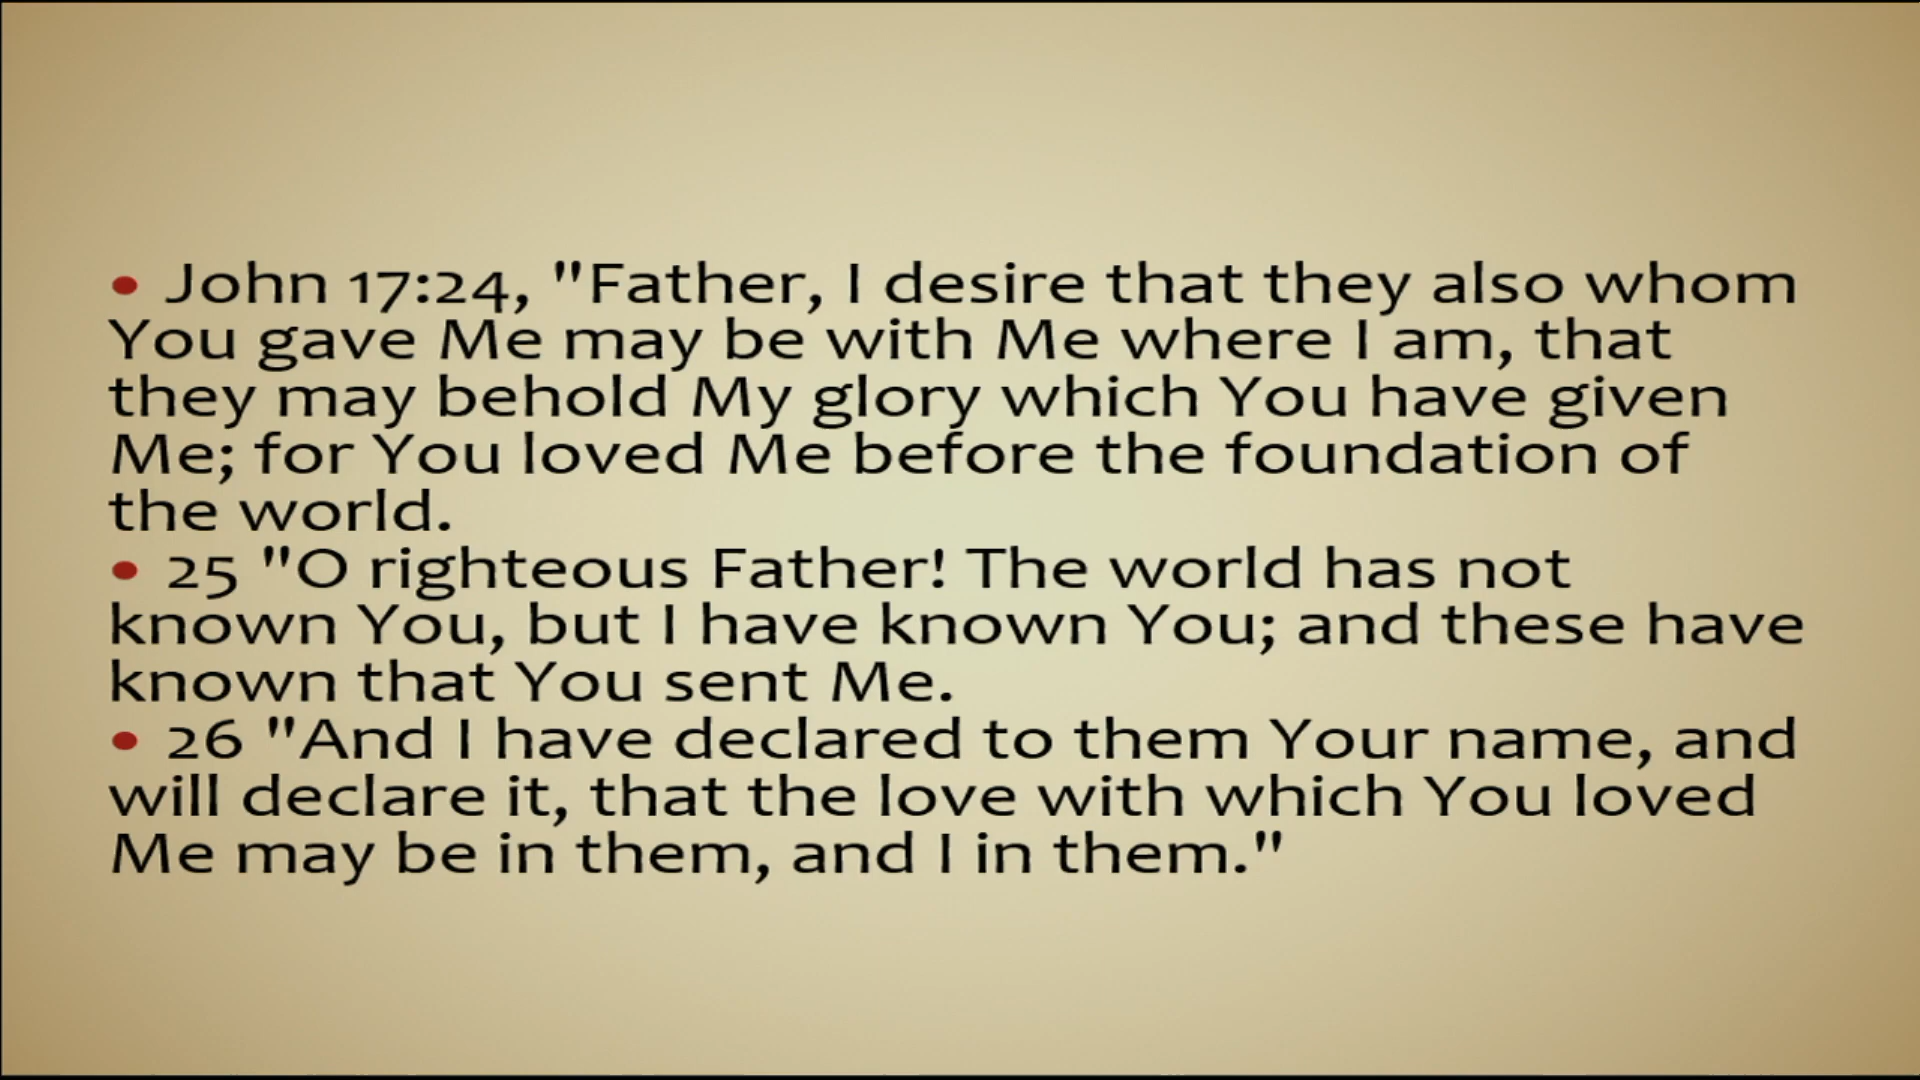 • John 17:24, "Father, I desire that they also whom
You gave Me may be with Me where I am, that
they may behold My glory which You have given
Me; for You loved Me before the foundation of
the world.
• 25 "O righteous Father! The world has not
known You, but I have known You; and these have
known that You sent Me.
• 26 "And I have declared to them Your name, and
will declare it, that the love with which You loved
Me may be in them, and I in them."